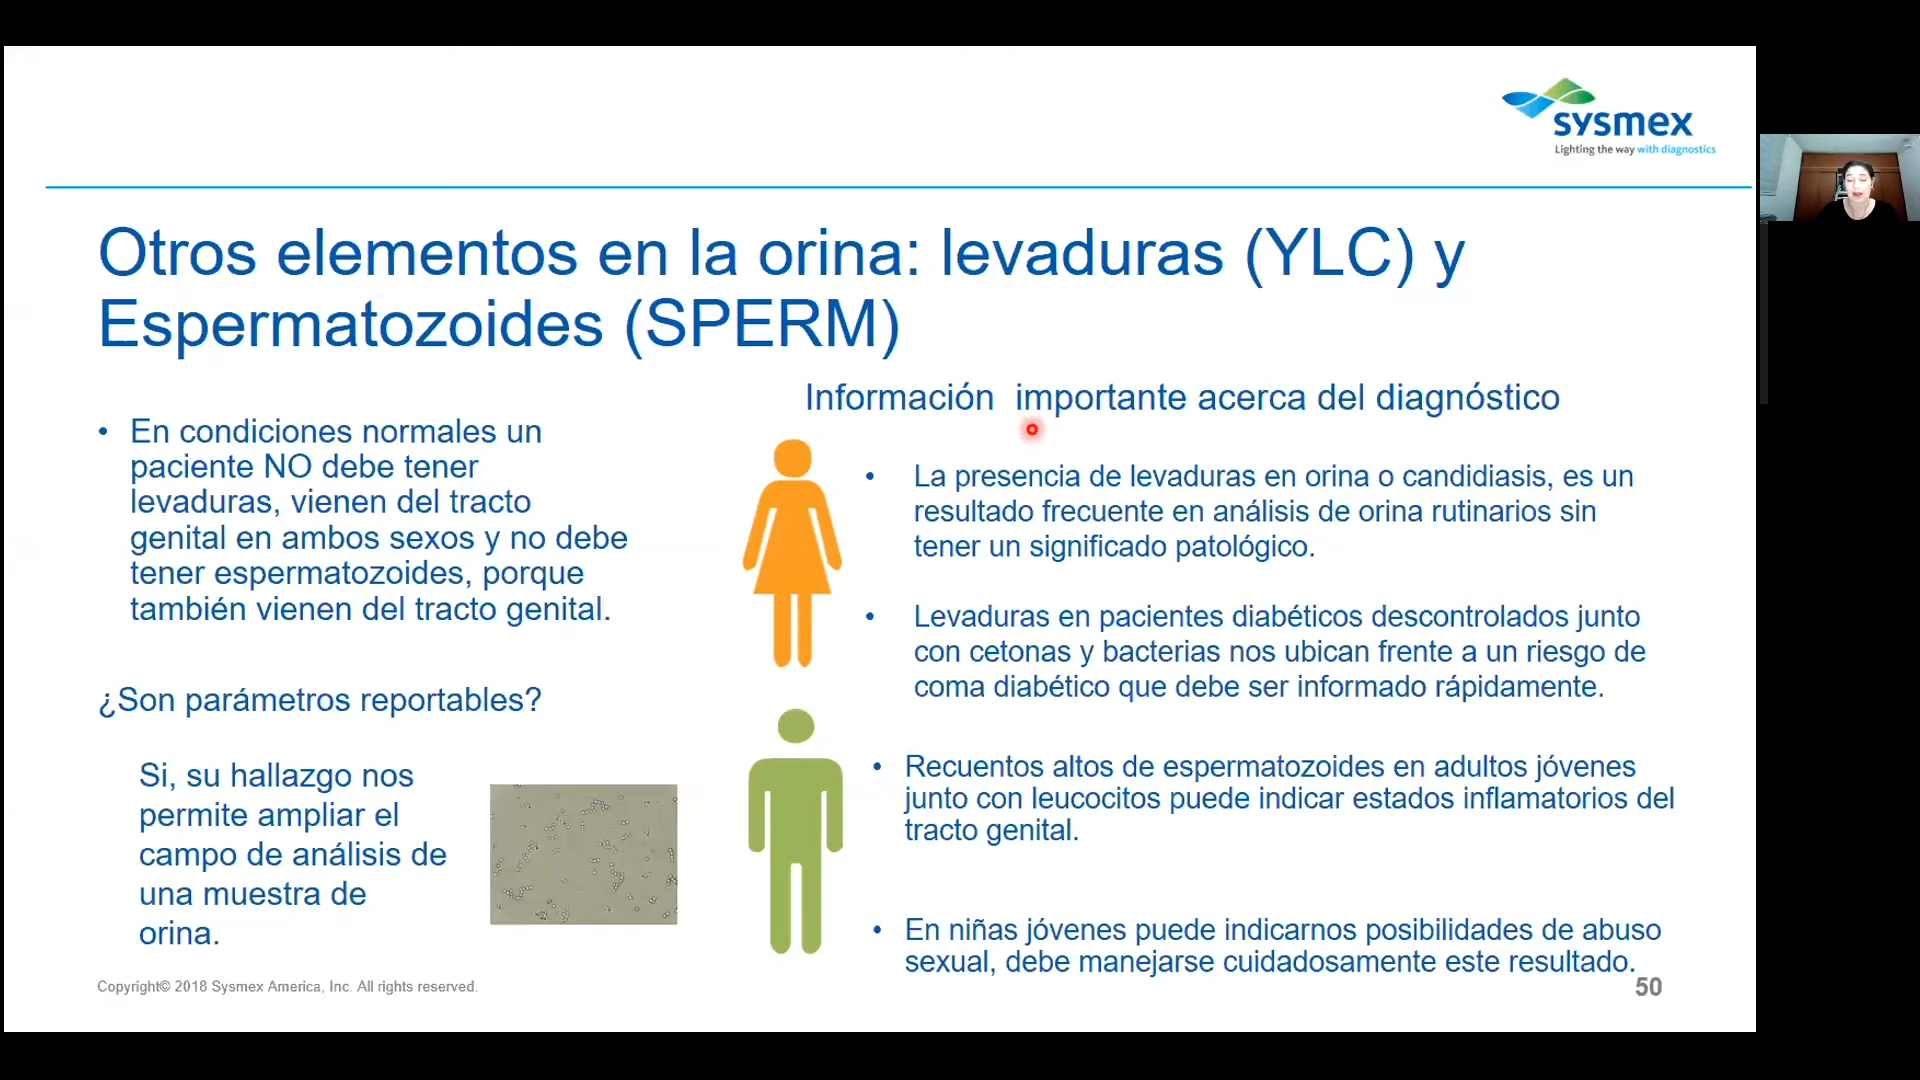 sysmex
Lighting the way with diagnostics
Otros elementos en la orina: levaduras (YLC) y
Espermatozoides (SPERM)
• En condiciones normales un
paciente NO debe tener
levaduras, vienen del tracto
genital en ambos sexos y no debe
tener espermatozoides, porque
también vienen del tracto genital.
¿Son parámetros reportables?
Si, su hallazgo nos
permite ampliar el
campo de análisis de
una muestra de
orina.
Información importante acerca del diagnóstico
• La presencia de levaduras en orina o candidiasis, es un
resultado frecuente en análisis de orina rutinarios sin
tener un significado patológico.
• Levaduras en pacientes diabéticos descontrolados junto
con cetonas y bacterias nos ubican frente a un riesgo de
coma diabético que debe ser informado rápidamente.
• Recuentos altos de espermatozoides en adultos jóvenes
junto con leucocitos puede indicar estados inflamatorios del
tracto genital.
• En niñas jóvenes puede indicarnos posibilidades de abuso
sexual, debe manejarse cuidadosamente este resultado.
Copyright© 2018 Sysmex America, Inc. All rights reserved.
50